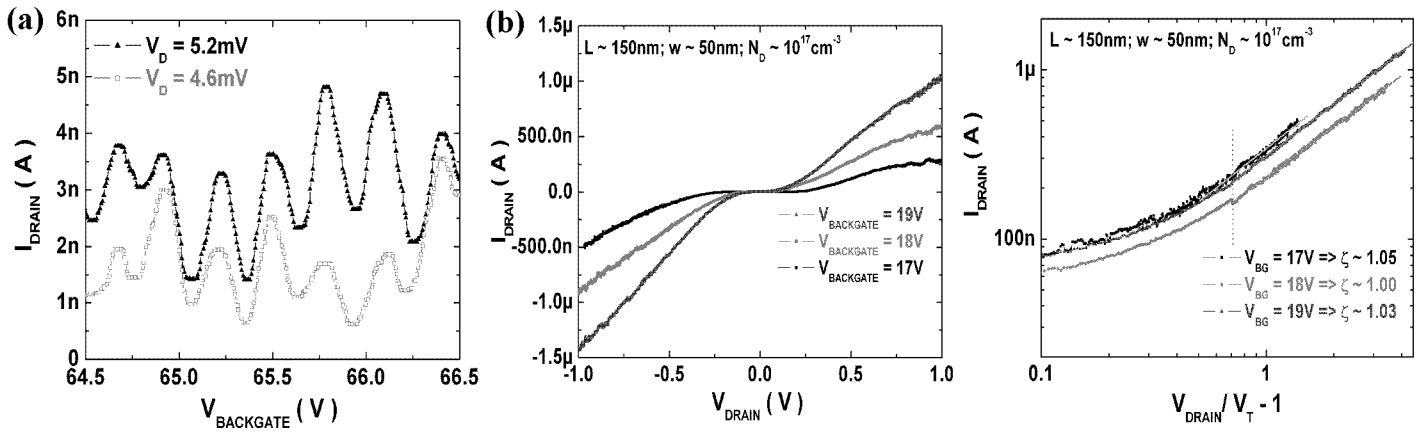 (a)
6n
5n
4n
3n
2n
1n
0
I_DRAIN ( A )
V_D = 5.2mV
V_D = 4.6mV
64.5 65.0 65.5 66.0 66.5
V_BACKGATE ( V )
(b)
1.5µ
1.0µ
500.0n
0.0
-500.0n
-1.0µ
-1.5µ
I_DRAIN ( A )
L ~ 150nm; w ~ 50nm; N_D ~ 10^17cm^-3
V_BACKGATE = 19V
V_BACKGATE = 18V
V_BACKGATE = 17V
-1.0 -0.5 0.0 0.5 1.0
V_DRAIN ( V )
L ~ 150nm; w ~ 50nm; N_D ~ 10^17cm^-3
1µ
100n
I_DRAIN ( A )
V_BG = 17V => ζ ~ 1.05
V_BG = 18V => ζ ~ 1.00
V_BG = 19V => ζ ~ 1.03
0.1 1
V_DRAIN/ V_T - 1